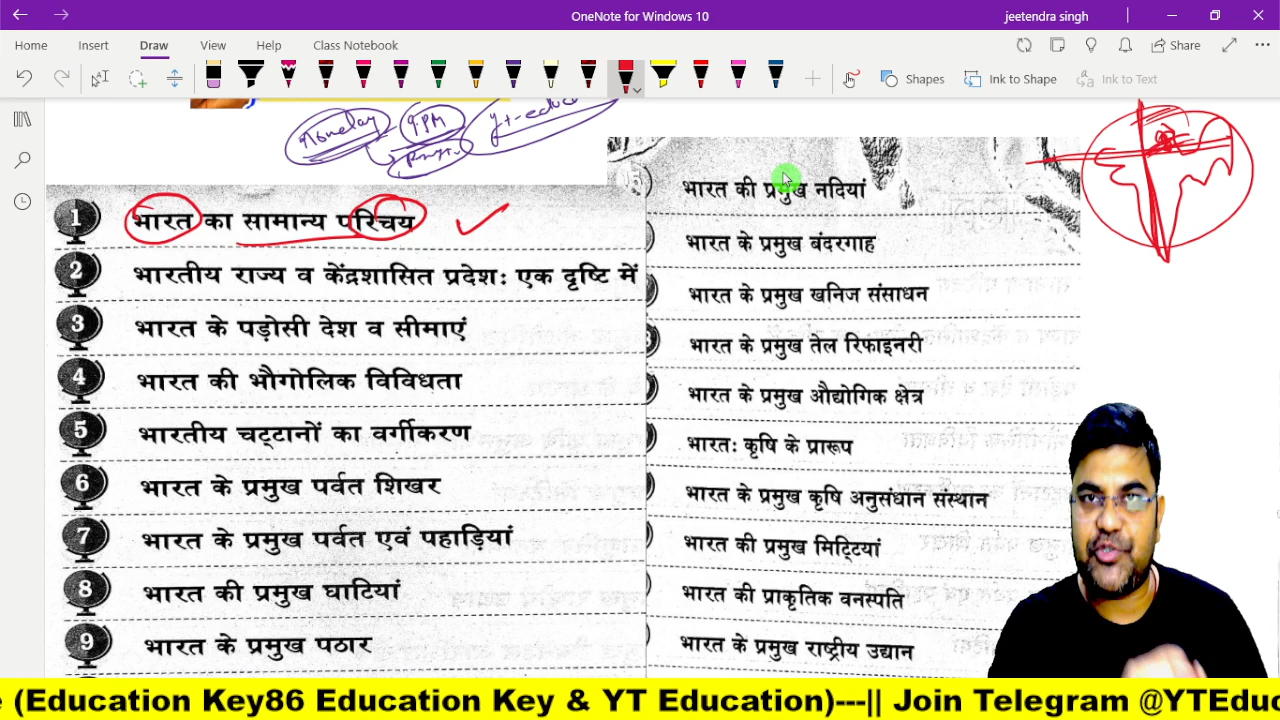 OneNote for Windows 10
jeetendra singh
Home Insert Draw View Help Class Notebook
Share
Shapes Ink to Shape Ink to Text
Monday 9:PM
1 भारत का सामान्य परिचय
2 भारतीय राज्य व केंद्रशासित प्रदेशः एक दृष्टि में
3 भारत के पड़ोसी देश व सीमाएं
4 भारत की भौगोलिक विविधता
5 भारतीय चट्टानों का वर्गीकरण
6 भारत के प्रमुख पर्वत शिखर
7 भारत के प्रमुख पर्वत एवं पहाड़ियां
8 भारत की प्रमुख घाटियां
9 भारत के प्रमुख पठार
भारत की प्रमुख नदियां
भारत के प्रमुख बंदरगाह
भारत के प्रमुख खनिज संसाधन
भारत के प्रमुख तेल रिफाइनरी
भारत के प्रमुख औद्योगिक क्षेत्र
भारतः कृषि के प्रारूप
भारत के प्रमुख कृषि अनुसंधान संस्थान
भारत की प्रमुख मिट्टियां
भारत की प्राकृतिक वनस्पति
भारत के प्रमुख राष्ट्रीय उद्यान
e (Education Key86 Education Key & YT Education)---|| Join Telegram @YTEduc